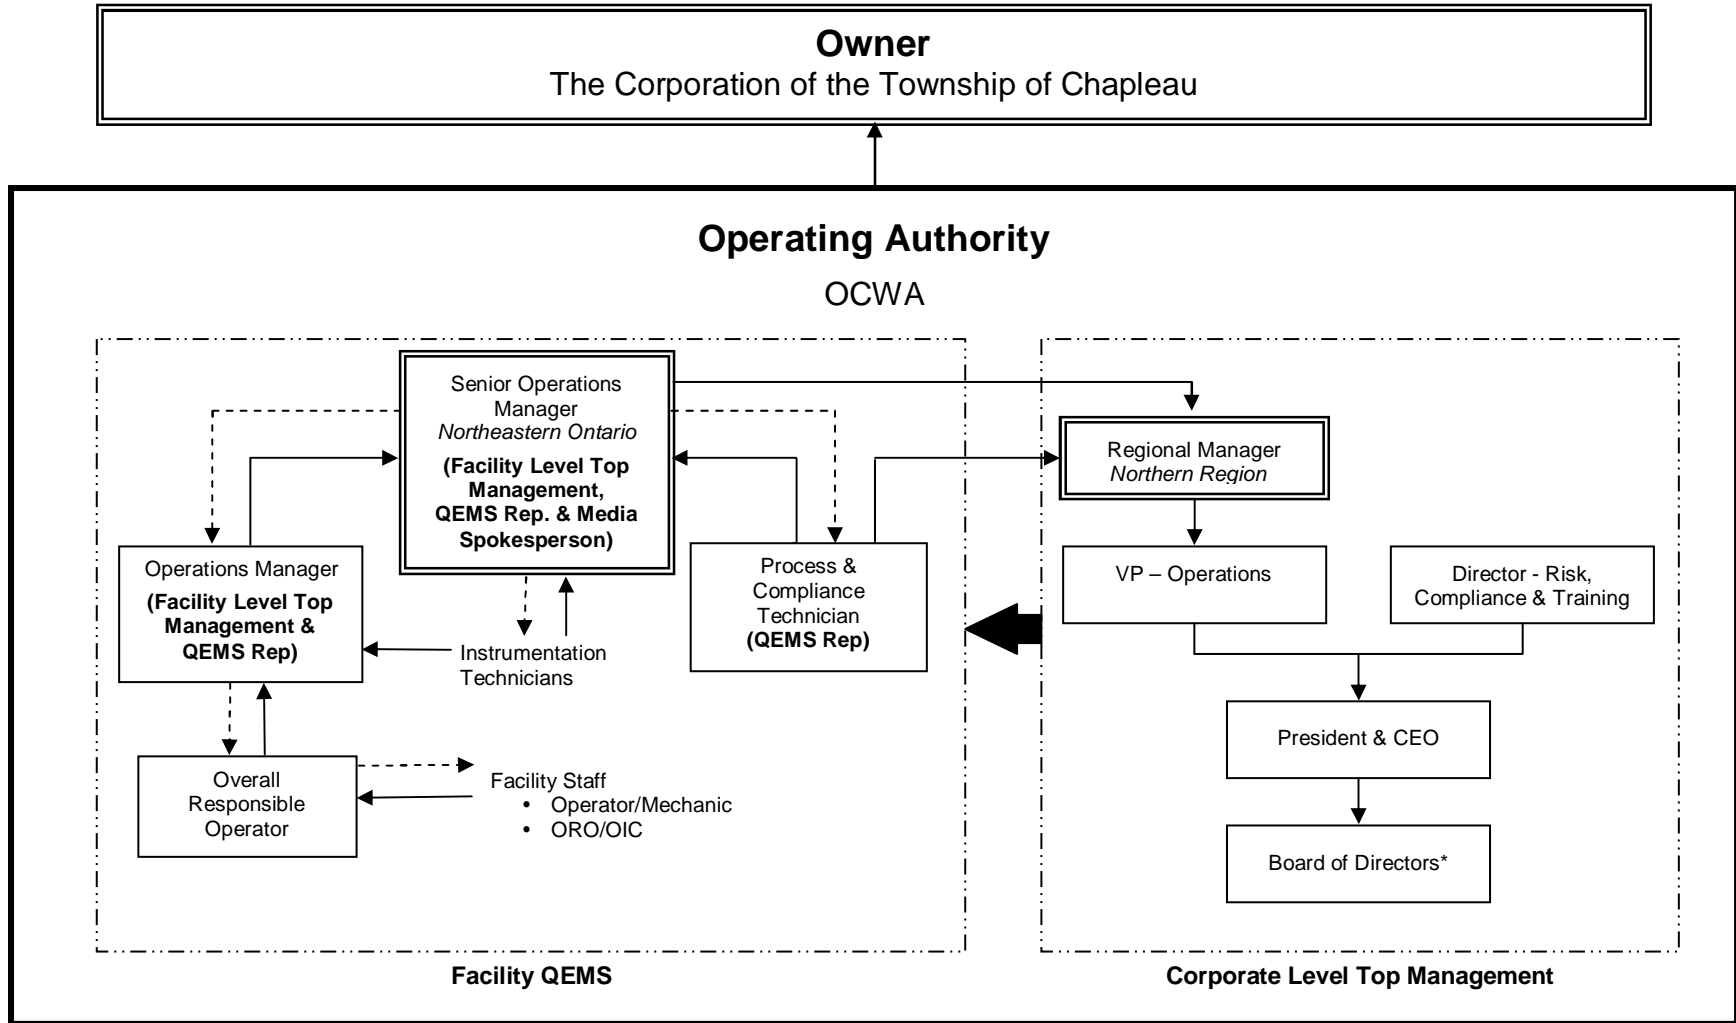 Owner
The Corporation of the Township of Chapleau
Operating Authority
OCWA
Senior Operations
Manager
Northeastern Ontario
(Facility Level Top
Management,
QEMS Rep. & Media
Spokesperson)
Operations Manager
(Facility Level Top
Management &
QEMS Rep)
Instrumentation
Technicians
Process &
Compliance
Technician
(QEMS Rep)
Overall
Responsible
Operator
Facility Staff
• Operator/Mechanic
• ORO/OIC
Facility QEMS
Regional Manager
Northern Region
VP – Operations
Director - Risk,
Compliance & Training
President & CEO
Board of Directors*
Corporate Level Top Management